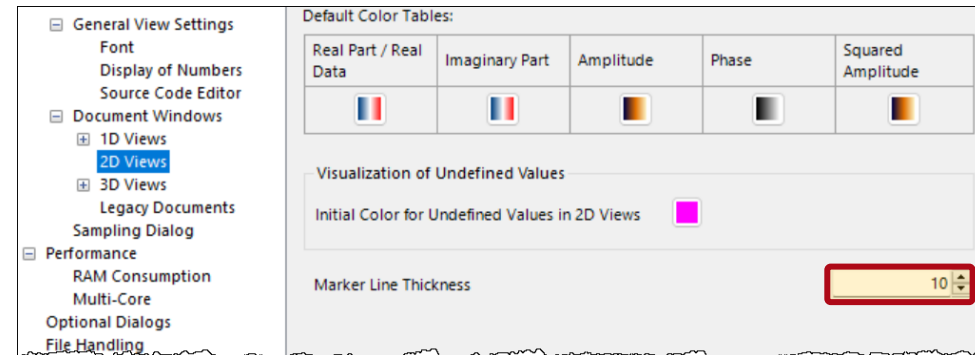 General View Settings
Font
Display of Numbers
Source Code Editor
Document Windows
1D Views
2D Views
3D Views
Legacy Documents
Sampling Dialog
Performance
RAM Consumption
Multi-Core
Optional Dialogs
File Handling
Default Color Tables:
Real Part / Real Data
Imaginary Part
Amplitude
Phase
Squared Amplitude
Visualization of Undefined Values
Initial Color for Undefined Values in 2D Views
Marker Line Thickness
10